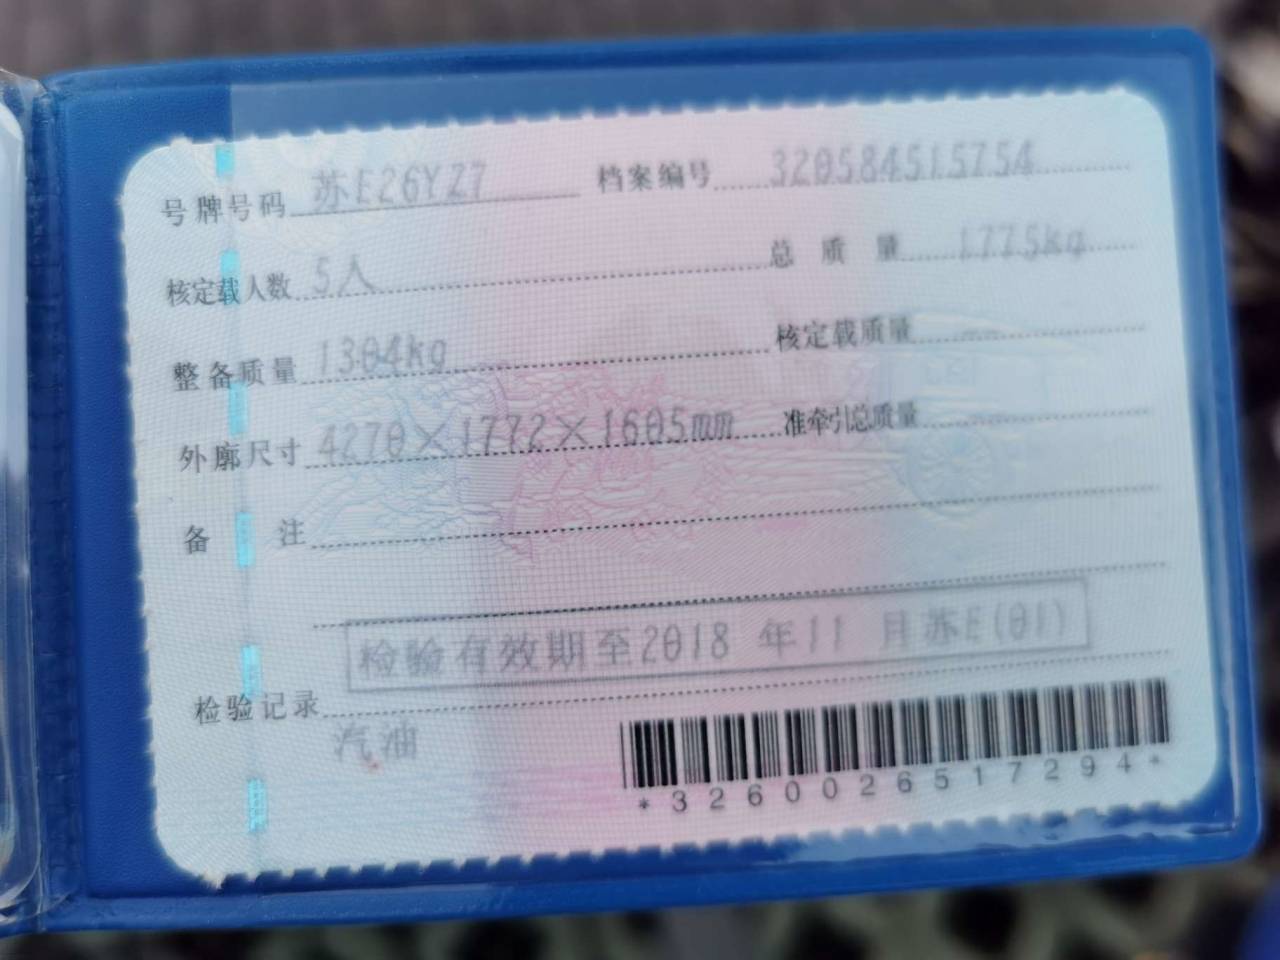 号牌号码 苏E26YZ7 档案编号 320584515754
核定载人数 5人 总质量 1775kg
整备质量 1304kg 核定载质量
外廓尺寸 4270×1772×1605mm 准牵引总质量
备注
检验有效期至2018年11月苏E(01)
检验记录
汽油
*3260026517294*